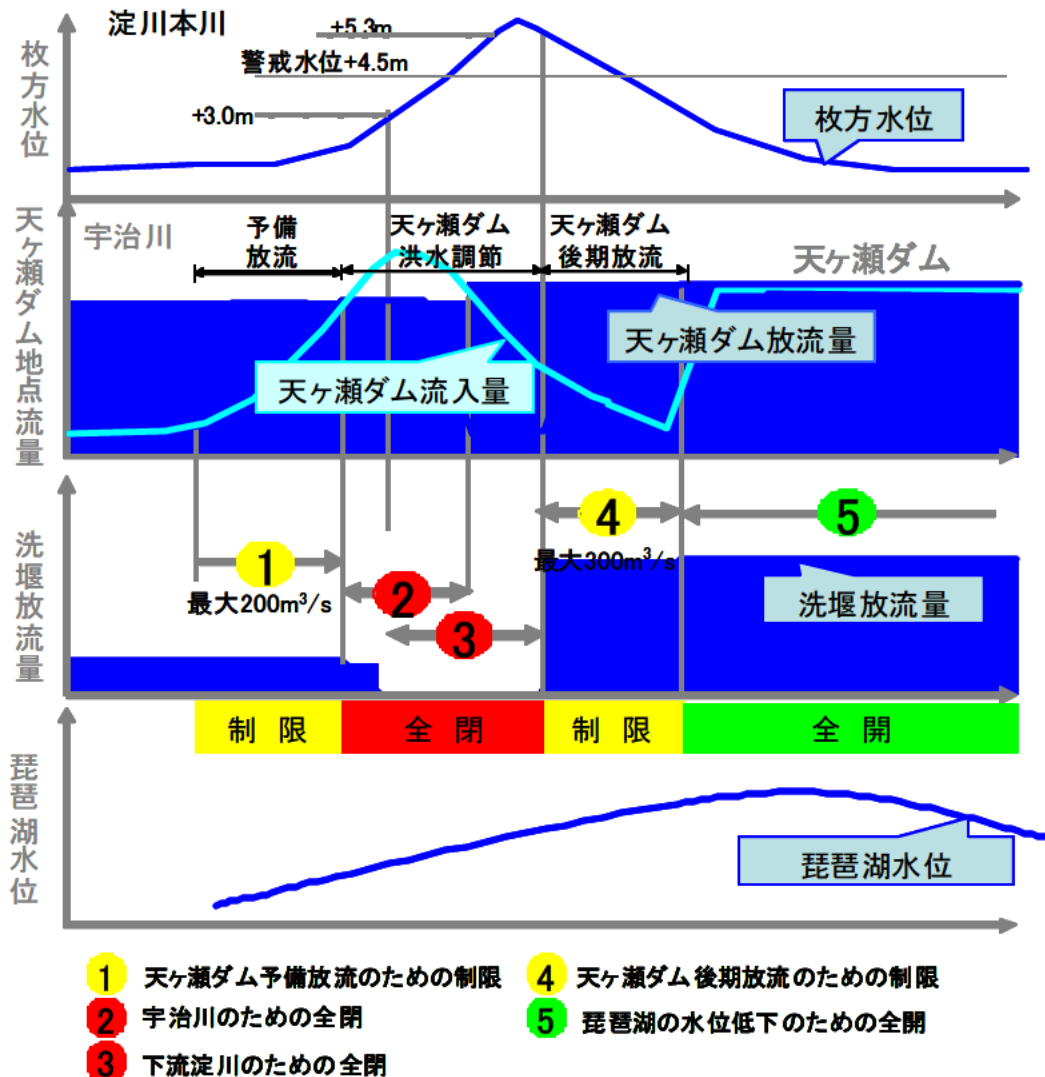 淀川本川
+5.3m
警戒水位+4.5m
+3.0m
枚方水位
枚方水位
天ヶ瀬ダム地点流量
宇治川
予備
放流
天ヶ瀬ダム
洪水調節
天ヶ瀬ダム
後期放流
天ヶ瀬ダム
天ヶ瀬ダム放流量
天ヶ瀬ダム流入量
洗堰放流量
1
最大200m³/s
2
3
4
最大300m³/s
5
洗堰放流量
制 限
全 閉
制 限
全 開
琵琶湖水位
琵琶湖水位
1 天ヶ瀬ダム予備放流のための制限
2 宇治川のための全閉
3 下流淀川のための全閉
4 天ヶ瀬ダム後期放流のための制限
5 琵琶湖の水位低下のための全開